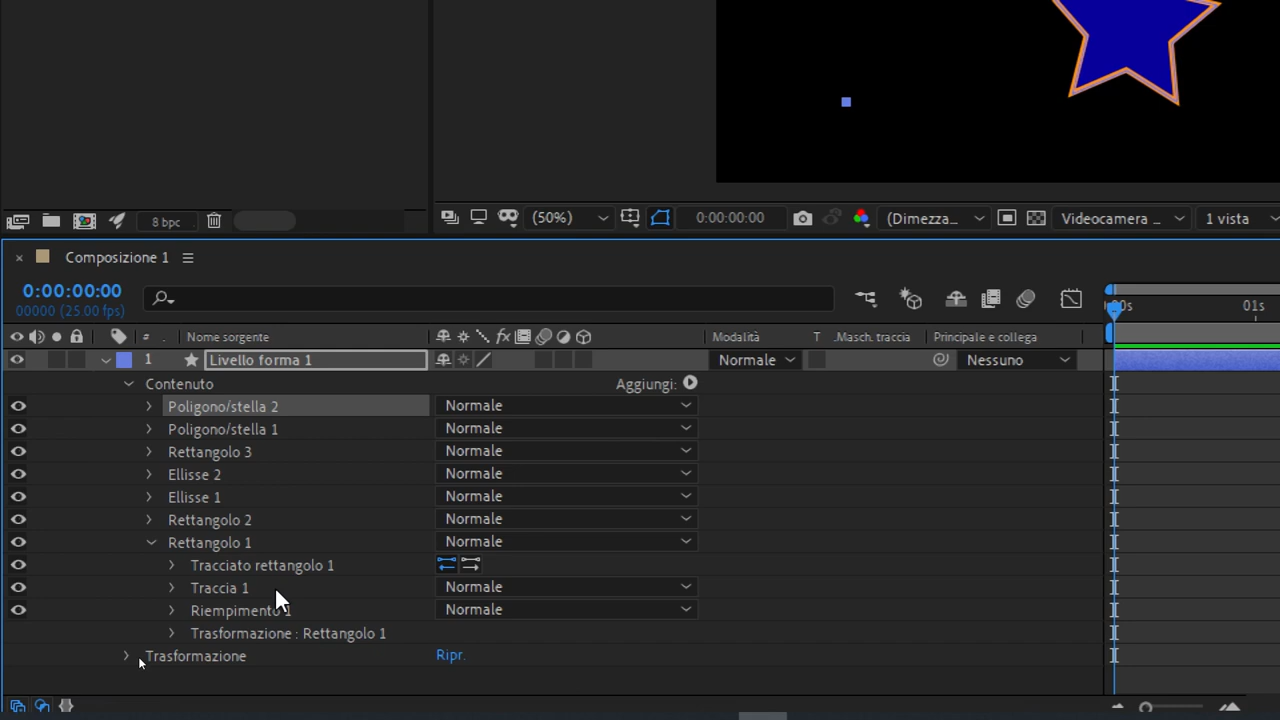 8 bpc
(50%)
0:00:00:00
(Dimezza...
Videocamera ...
1 vista
× Composizione 1
0:00:00:00
00000 (25.00 fps)
00s
01s
# . Nome sorgente
fx
Modalità
T .Masch. traccia
Principale e collega
1 Livello forma 1
Normale
Nessuno
Contenuto
Aggiungi:
Poligono/stella 2 Normale
Poligono/stella 1 Normale
Rettangolo 3 Normale
Ellisse 2 Normale
Ellisse 1 Normale
Rettangolo 2 Normale
Rettangolo 1 Normale
Tracciato rettangolo 1
Traccia 1 Normale
Riempimento 1 Normale
Trasformazione : Rettangolo 1
Trasformazione Ripr.